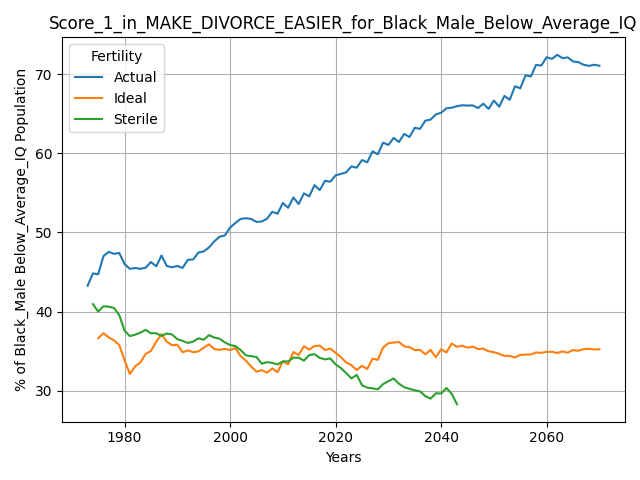 Score_1_in_MAKE_DIVORCE_EASIER_for_Black_Male_Below_Average_IQ
Fertility
Actual
Ideal
Sterile
% of Black_Male Below_Average_IQ Population
70
60
50
40
30
1980
2000
2020
2040
2060
Years